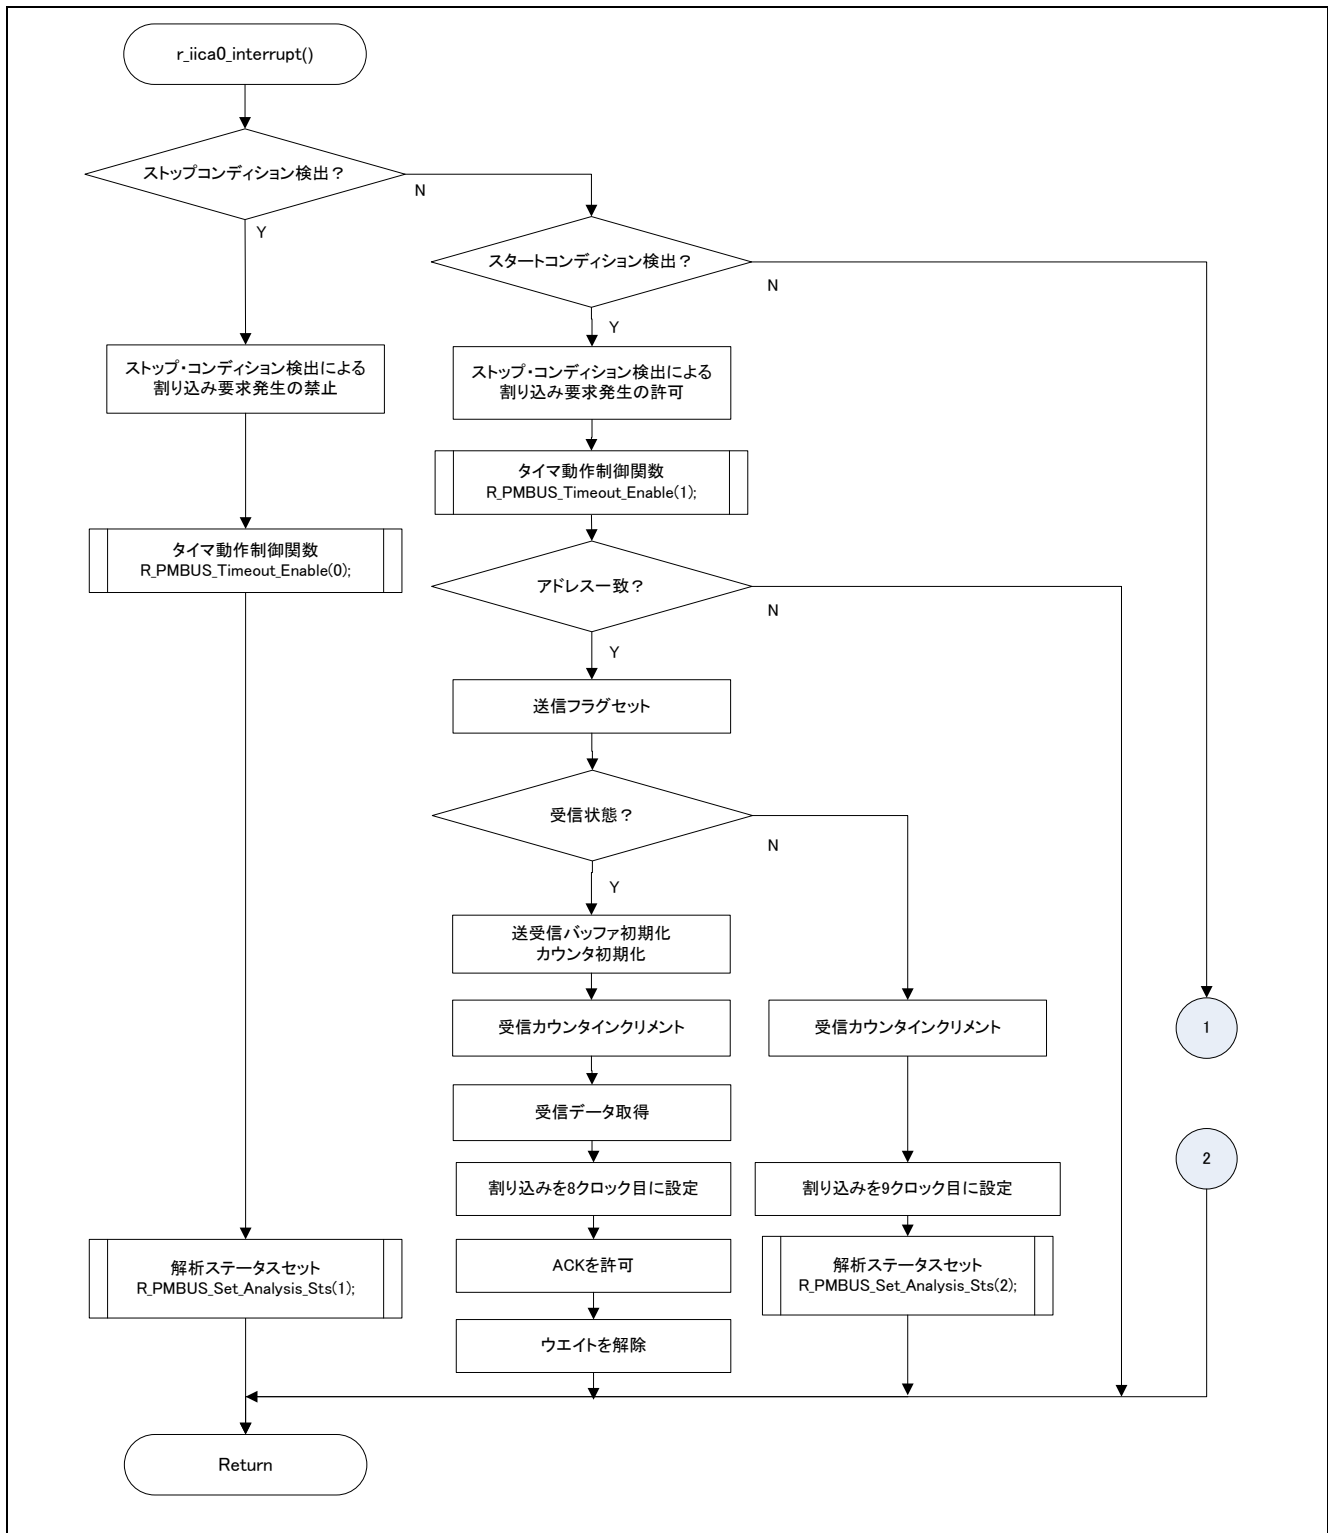 r_iica0_interrupt()
ストップコンディション検出？
N
Y
スタートコンディション検出？
N
Y
ストップ・コンディション検出による
割り込み要求発生の禁止
ストップ・コンディション検出による
割り込み要求発生の許可
タイマ動作制御関数
R_PMBUS_Timeout_Enable(1);
タイマ動作制御関数
R_PMBUS_Timeout_Enable(0);
アドレス一致？
N
Y
送信フラグセット
受信状態？
N
Y
送受信バッファ初期化
カウンタ初期化
受信カウンタインクリメント
受信カウンタインクリメント
1
受信データ取得
2
割り込みを8クロック目に設定
割り込みを9クロック目に設定
解析ステータスセット
R_PMBUS_Set_Analysis_Sts(1);
ACKを許可
解析ステータスセット
R_PMBUS_Set_Analysis_Sts(2);
ウエイトを解除
Return